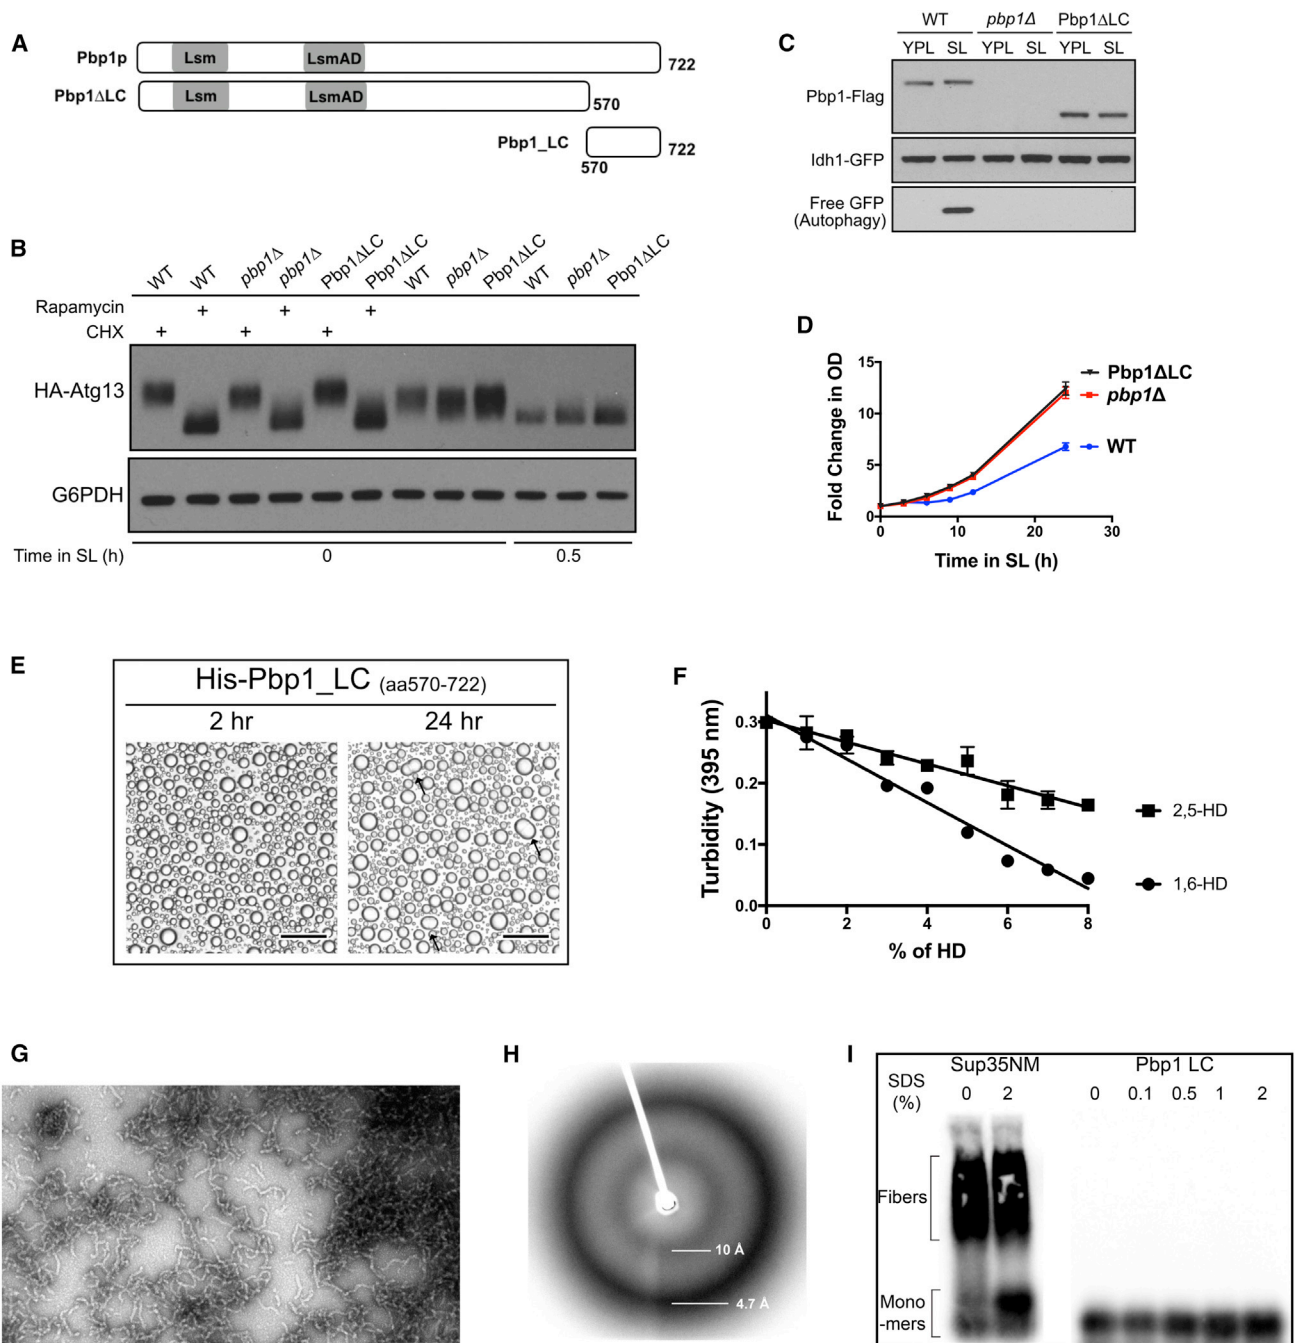 A
Pbp1p Lsm LsmAD 722
Pbp1ΔLC Lsm LsmAD 570
Pbp1_LC 722
570
B
WT WT pbp1Δ pbp1Δ Pbp1ΔLC Pbp1ΔLC WT pbp1Δ Pbp1ΔLC WT pbp1Δ Pbp1ΔLC
Rapamycin + + +
CHX + + +
HA-Atg13
G6PDH
Time in SL (h) 0 0.5
C
WT pbp1Δ Pbp1ΔLC
YPL SL YPL SL YPL SL
Pbp1-Flag
Idh1-GFP
Free GFP
(Autophagy)
D
Fold Change in OD
15
10
5
0
0 10 20 30
Time in SL (h)
Pbp1ΔLC
pbp1Δ
WT
E
His-Pbp1_LC (aa570-722)
2 hr 24 hr
F
Turbidity (395 nm)
0.3
0.2
0.1
0.0
0 2 4 6 8
% of HD
2,5-HD
1,6-HD
G
H
10 Å
4.7 Å
I
Sup35NM Pbp1 LC
SDS
(%)
0 2 0 0.1 0.5 1 2
Fibers
Mono
-mers